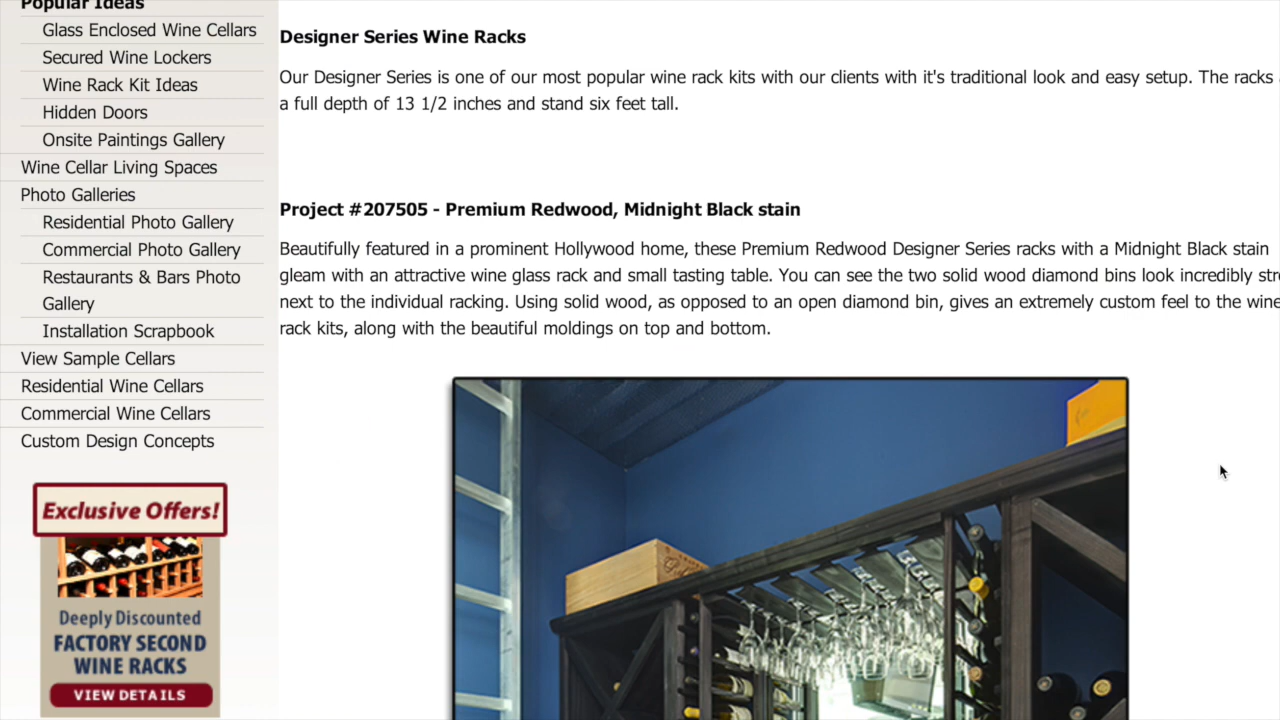 Popular Ideas
Glass Enclosed Wine Cellars
Secured Wine Lockers
Wine Rack Kit Ideas
Hidden Doors
Onsite Paintings Gallery
Wine Cellar Living Spaces
Photo Galleries
Residential Photo Gallery
Commercial Photo Gallery
Restaurants & Bars Photo
Gallery
Installation Scrapbook
View Sample Cellars
Residential Wine Cellars
Commercial Wine Cellars
Custom Design Concepts
Exclusive Offers!
Deeply Discounted
FACTORY SECOND
WINE RACKS
VIEW DETAILS
Designer Series Wine Racks
Our Designer Series is one of our most popular wine rack kits with our clients with it's traditional look and easy setup. The racks
a full depth of 13 1/2 inches and stand six feet tall.
Project #207505 - Premium Redwood, Midnight Black stain
Beautifully featured in a prominent Hollywood home, these Premium Redwood Designer Series racks with a Midnight Black stain
gleam with an attractive wine glass rack and small tasting table. You can see the two solid wood diamond bins look incredibly
next to the individual racking. Using solid wood, as opposed to an open diamond bin, gives an extremely custom feel to the wine
rack kits, along with the beautiful moldings on top and bottom.